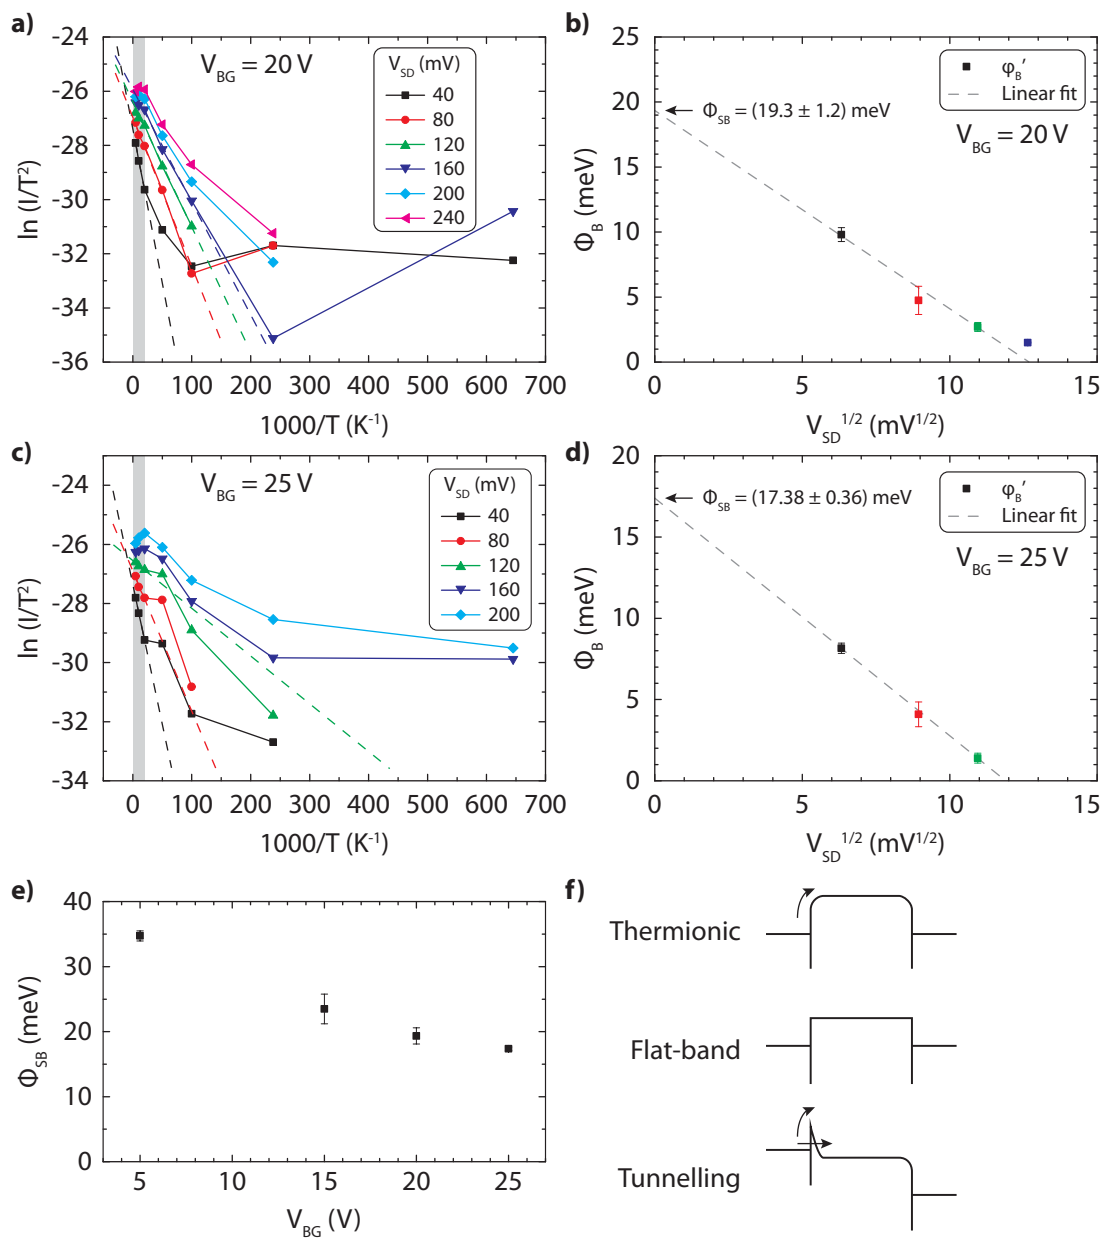 a)
V_BG = 20 V
V_SD (mV)
40
80
120
160
200
240
-24
-26
-28
-30
-32
-34
-36
ln (I/T²)
0 100 200 300 400 500 600 700
1000/T (K⁻¹)
b)
25
20
15
10
5
0
Φ_B (meV)
φ_B′
Linear fit
Φ_SB = (19.3 ± 1.2) meV
V_BG = 20 V
0 5 10 15
V_SD^1/2 (mV^1/2)
c)
V_BG = 25 V
V_SD (mV)
40
80
120
160
200
-24
-26
-28
-30
-32
-34
ln (I/T²)
0 100 200 300 400 500 600 700
1000/T (K⁻¹)
d)
20
15
10
5
0
Φ_B (meV)
φ_B′
Linear fit
Φ_SB = (17.38 ± 0.36) meV
V_BG = 25 V
0 5 10 15
V_SD^1/2 (mV^1/2)
e)
40
30
20
10
0
Φ_SB (meV)
5 10 15 20 25
V_BG (V)
f)
Thermionic
Flat-band
Tunnelling